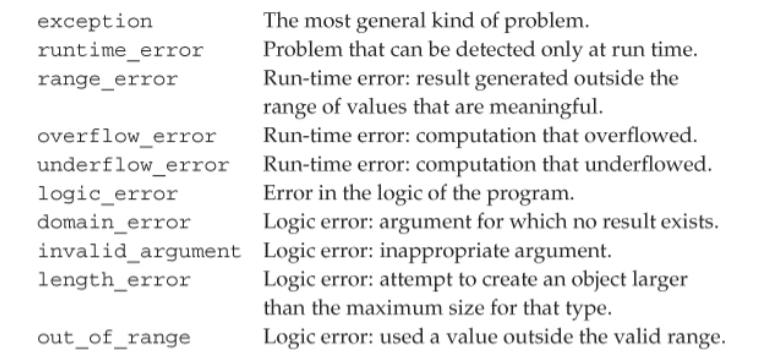 exception The most general kind of problem.
runtime_error Problem that can be detected only at run time.
range_error Run-time error: result generated outside the
range of values that are meaningful.
overflow_error Run-time error: computation that overflowed.
underflow_error Run-time error: computation that underflowed.
logic_error Error in the logic of the program.
domain_error Logic error: argument for which no result exists.
invalid_argument Logic error: inappropriate argument.
length_error Logic error: attempt to create an object larger
than the maximum size for that type.
out_of_range Logic error: used a value outside the valid range.